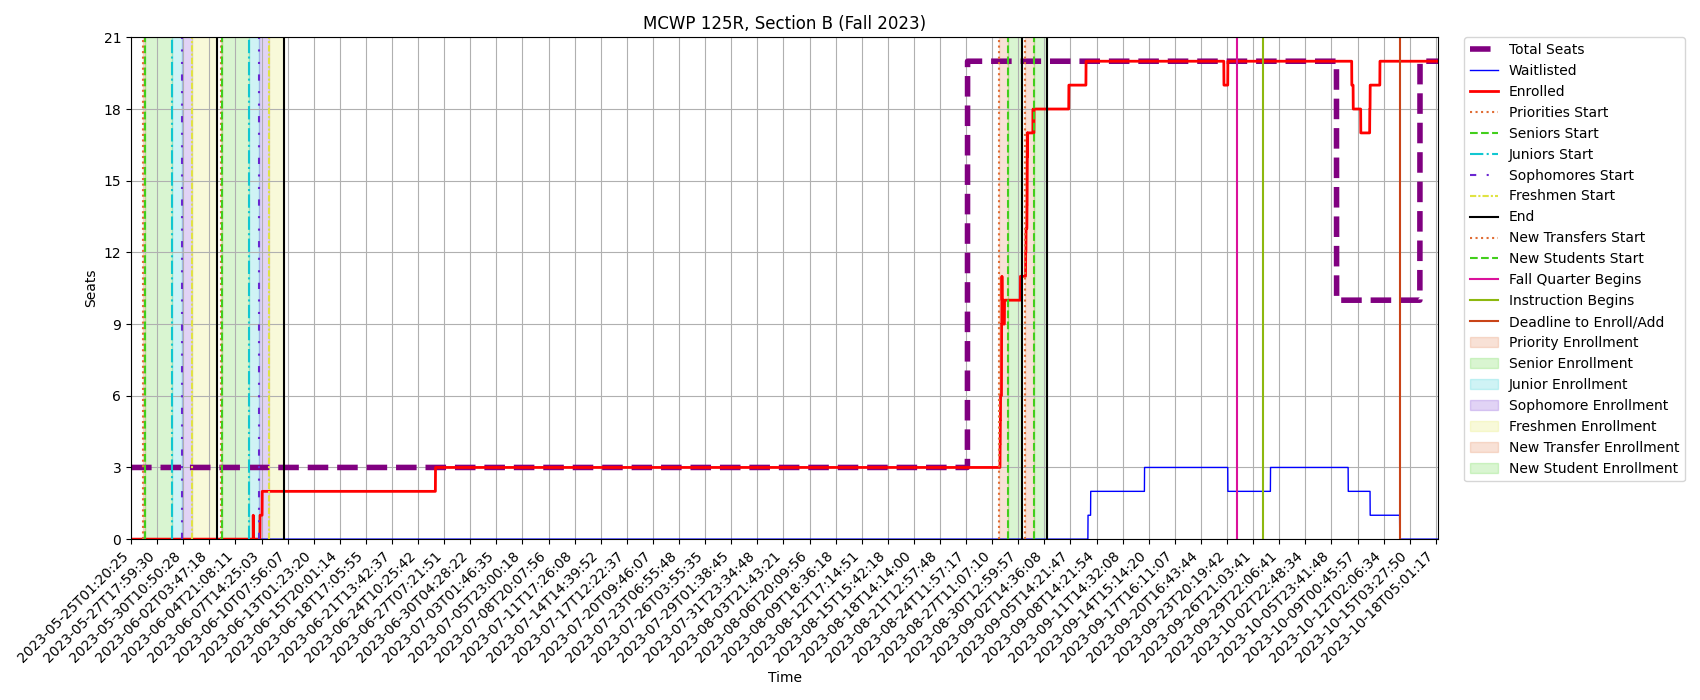 MCWP 125R, Section B (Fall 2023)
Seats
21
18
15
12
9
6
3
0
2023-05-25T01:20:25
2023-05-27T17:59:30
2023-05-30T10:50:28
2023-06-02T03:47:18
2023-06-04T21:08:11
2023-06-07T14:25:03
2023-06-10T07:56:07
2023-06-13T01:23:20
2023-06-15T20:01:14
2023-06-18T17:05:55
2023-06-21T13:42:37
2023-06-24T10:25:42
2023-06-27T07:21:51
2023-06-30T04:28:22
2023-07-03T01:46:35
2023-07-05T23:00:18
2023-07-08T20:07:56
2023-07-11T17:26:08
2023-07-14T14:39:52
2023-07-17T12:22:37
2023-07-20T09:46:07
2023-07-23T06:55:48
2023-07-26T03:55:35
2023-07-29T01:38:45
2023-07-31T23:34:48
2023-08-03T21:43:21
2023-08-06T20:09:56
2023-08-09T18:36:18
2023-08-12T17:14:51
2023-08-15T15:42:18
2023-08-18T14:14:00
2023-08-21T12:57:48
2023-08-24T11:57:17
2023-08-27T11:07:10
2023-08-30T12:59:57
2023-09-02T14:36:08
2023-09-05T14:21:47
2023-09-08T14:21:54
2023-09-11T14:32:08
2023-09-14T15:14:20
2023-09-17T16:11:07
2023-09-20T16:43:44
2023-09-23T20:19:42
2023-09-26T21:03:41
2023-09-29T22:06:41
2023-10-02T22:48:34
2023-10-05T23:41:48
2023-10-09T00:45:57
2023-10-12T02:06:34
2023-10-15T03:27:50
2023-10-18T05:01:17
Time
Total Seats
Waitlisted
Enrolled
Priorities Start
Seniors Start
Juniors Start
Sophomores Start
Freshmen Start
End
New Transfers Start
New Students Start
Fall Quarter Begins
Instruction Begins
Deadline to Enroll/Add
Priority Enrollment
Senior Enrollment
Junior Enrollment
Sophomore Enrollment
Freshmen Enrollment
New Transfer Enrollment
New Student Enrollment